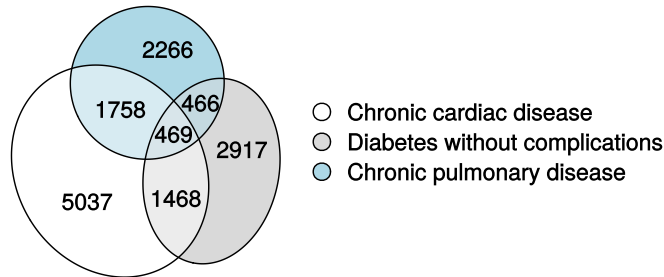 2266
1758
466
469
2917
5037
1468
Chronic cardiac disease
Diabetes without complications
Chronic pulmonary disease